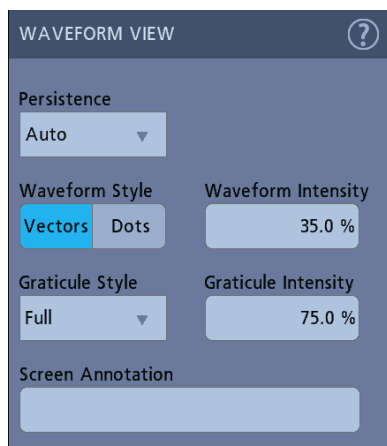 WAVEFORM VIEW ?
Persistence
Auto
Waveform Style Waveform Intensity
Vectors Dots 35.0 %
Graticule Style Graticule Intensity
Full 75.0 %
Screen Annotation